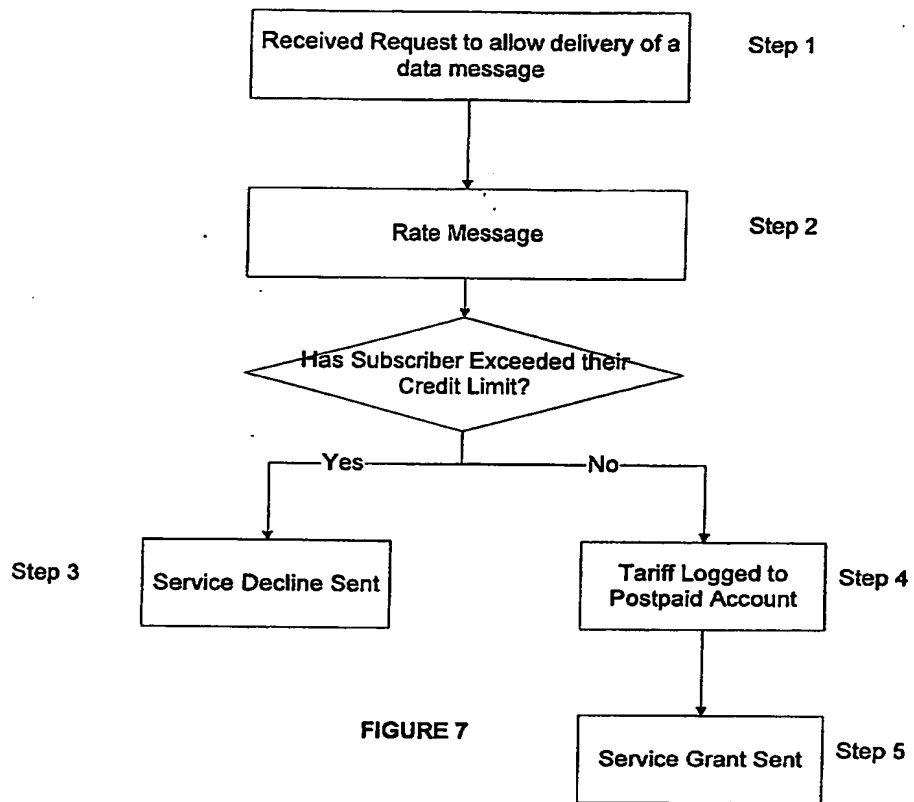 Received Request to allow delivery of a
data message
Step 1
Rate Message
Step 2
Has Subscriber Exceeded their
Credit Limit?
Yes
No
Step 3
Service Decline Sent
Tariff Logged to
Postpaid Account
Step 4
FIGURE 7
Service Grant Sent
Step 5